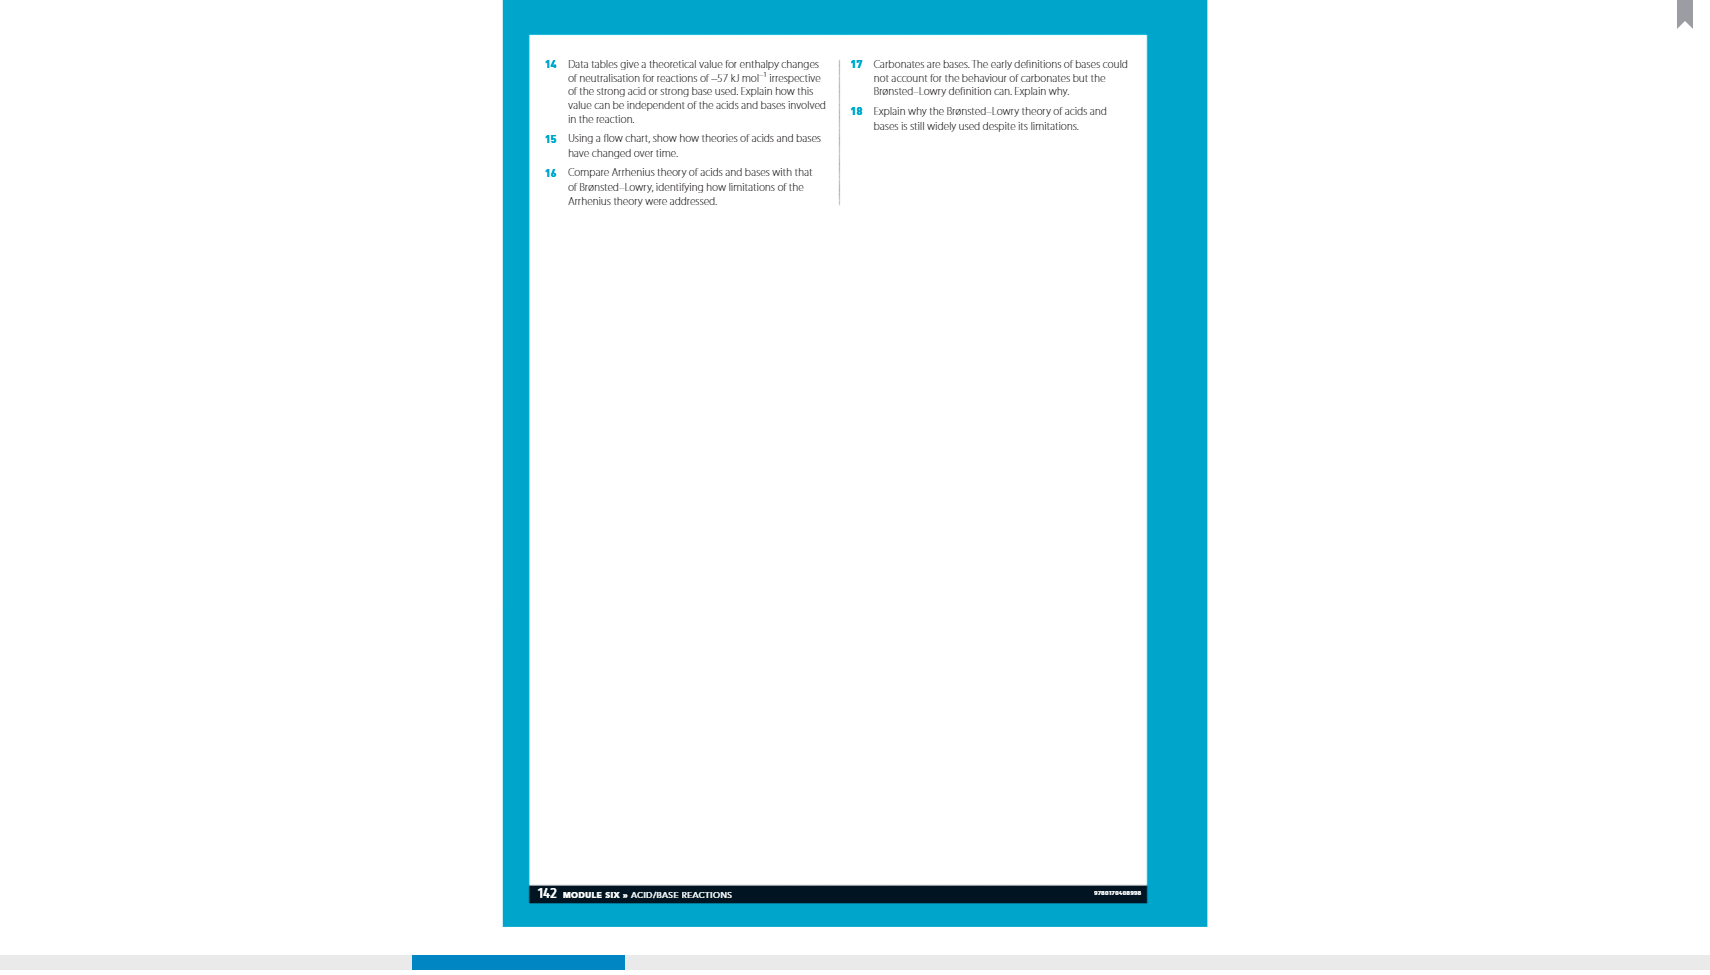 14 Data tables give a theoretical value for enthalpy changes
of neutralisation for reactions of –57 kJ mol⁻¹ irrespective
of the strong acid or strong base used. Explain how this
value can be independent of the acids and bases involved
in the reaction.
15 Using a flow chart, show how theories of acids and bases
have changed over time.
16 Compare Arrhenius theory of acids and bases with that
of Brønsted–Lowry, identifying how limitations of the
Arrhenius theory were addressed.
17 Carbonates are bases. The early definitions of bases could
not account for the behaviour of carbonates but the
Brønsted–Lowry definition can. Explain why.
18 Explain why the Brønsted–Lowry theory of acids and
bases is still widely used despite its limitations.
142 MODULE SIX » ACID/BASE REACTIONS
9780170408998